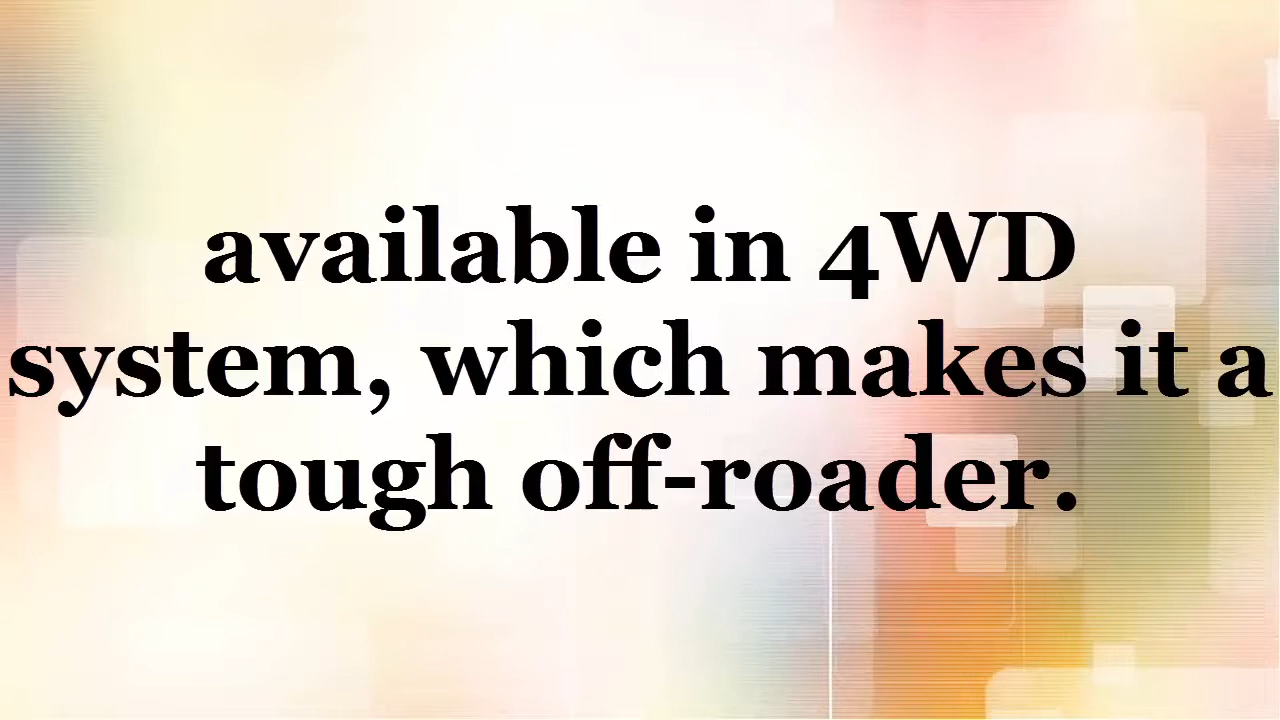 available in 4WD
system, which makes it a
tough off-roader.